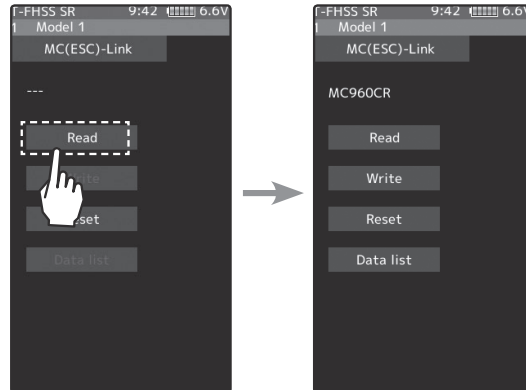 T-FHSS SR 9:42 6.6V
1 Model 1
MC(ESC)-Link
---
Read
Write
Reset
Data list
T-FHSS SR 9:42 6.6V
1 Model 1
MC(ESC)-Link
MC960CR
Read
Write
Reset
Data list